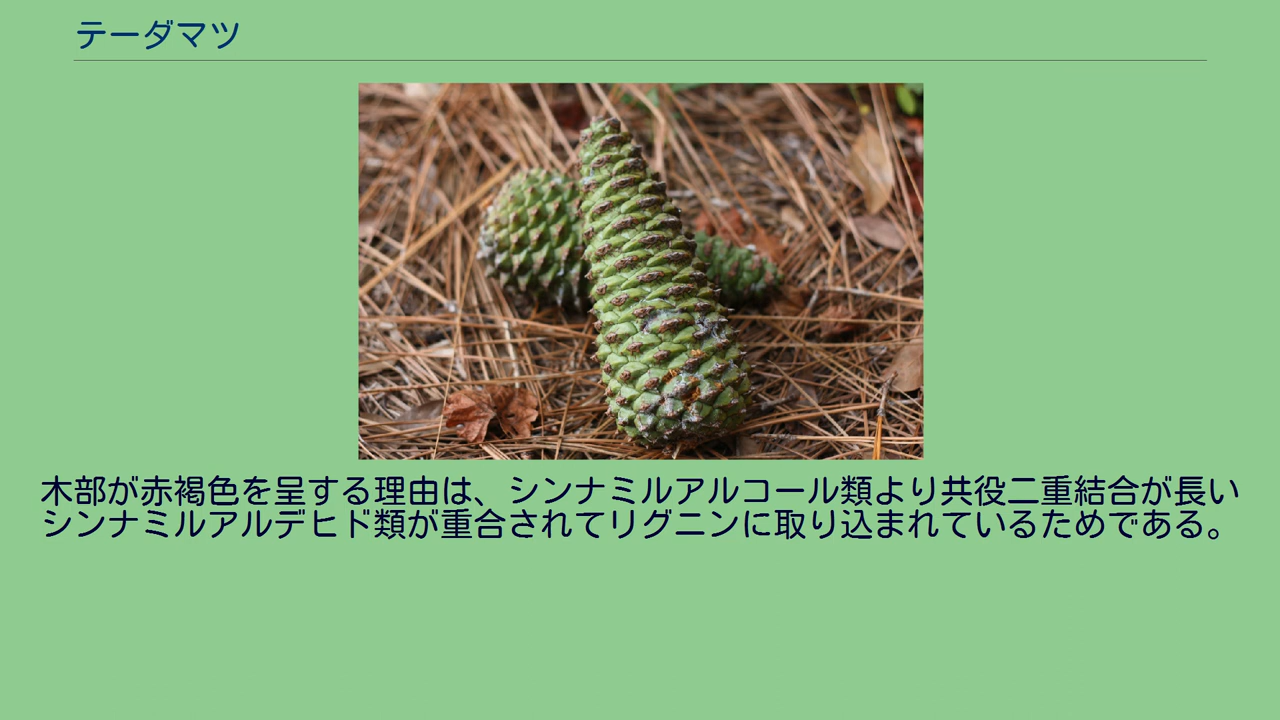 テーダマツ
木部が赤褐色を呈する理由は、シンナミルアルコール類より共役二重結合が長い
シンナミルアルデヒド類が重合されてリグニンに取り込まれているためである。